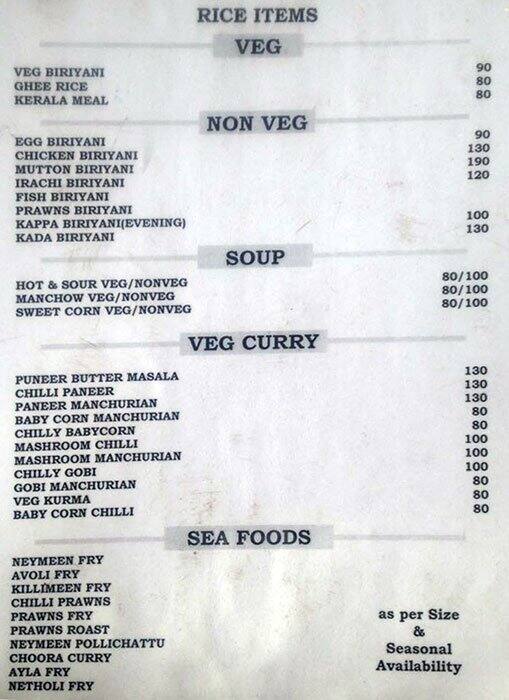 RICE ITEMS
VEG
VEG BIRIYANI 90
GHEE RICE 80
KERALA MEAL 80
NON VEG
EGG BIRIYANI 90
CHICKEN BIRIYANI 130
MUTTON BIRIYANI 190
IRACHI BIRIYANI 120
FISH BIRIYANI
PRAWNS BIRIYANI
KAPPA BIRIYANI(EVENING) 100
KADA BIRIYANI 130
SOUP
HOT & SOUR VEG/NONVEG 80/100
MANCHOW VEG/NONVEG 80/100
SWEET CORN VEG/NONVEG 80/100
VEG CURRY
PUNEER BUTTER MASALA 130
CHILLI PANEER 130
PANEER MANCHURIAN 130
BABY CORN MANCHURIAN 80
CHILLY BABYCORN 80
MASHROOM CHILLI 100
MASHROOM MANCHURIAN 100
CHILLY GOBI 100
GOBI MANCHURIAN 80
VEG KURMA 80
BABY CORN CHILLI 80
SEA FOODS
NEYMEEN FRY
AVOLI FRY
KILLIMEEN FRY
CHILLI PRAWNS
PRAWNS FRY
PRAWNS ROAST
NEYMEEN POLLICHATTU
CHOORA CURRY
AYLA FRY
NETHOLI FRY
as per Size
&
Seasonal
Availability